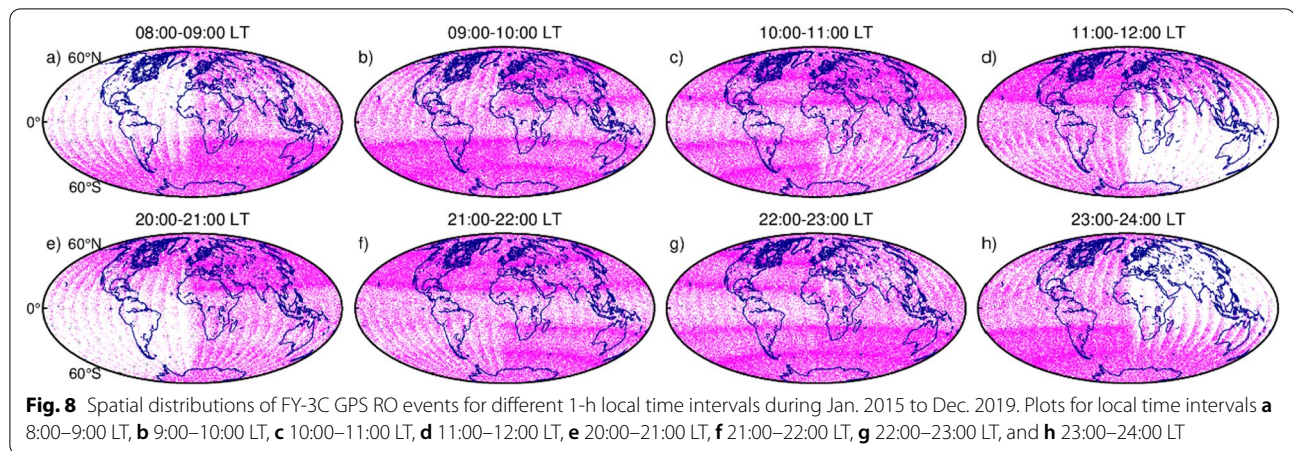 08:00-09:00 LT 09:00-10:00 LT 10:00-11:00 LT 11:00-12:00 LT
a) b) c) d)
60°N
0°
60°S
20:00-21:00 LT 21:00-22:00 LT 22:00-23:00 LT 23:00-24:00 LT
e) 60°N f) g) h)
0°
60°S
Fig. 8 Spatial distributions of FY-3C GPS RO events for different 1-h local time intervals during Jan. 2015 to Dec. 2019. Plots for local time intervals a
8:00–9:00 LT, b 9:00–10:00 LT, c 10:00–11:00 LT, d 11:00–12:00 LT, e 20:00–21:00 LT, f 21:00–22:00 LT, g 22:00–23:00 LT, and h 23:00–24:00 LT